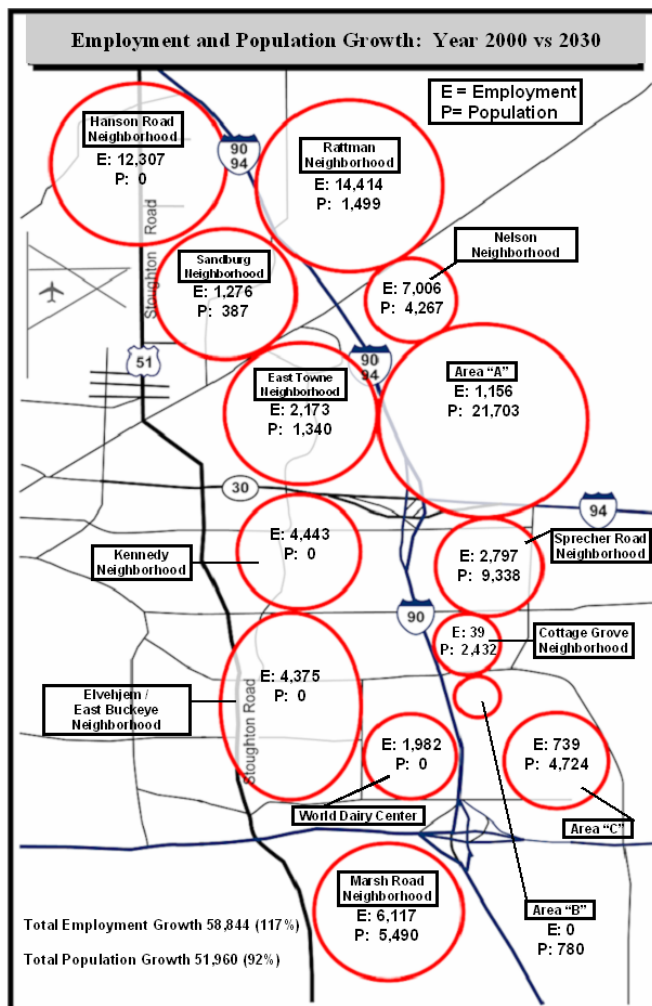 Employment and Population Growth: Year 2000 vs 2030
E = Employment
P= Population
Hanson Road
Neighborhood
E: 12,307
P: 0
90
94
Rattman
Neighborhood
E: 14,414
P: 1,499
Nelson
Neighborhood
E: 7,006
P: 4,267
Stoughton Road
Sandburg
Neighborhood
E: 1,276
P: 387
51
90
94
East Towne
Neighborhood
E: 2,173
P: 1,340
Area "A"
E: 1,156
P: 21,703
30
94
Kennedy
Neighborhood
E: 4,443
P: 0
Sprecher Road
Neighborhood
E: 2,797
P: 9,338
90
E: 39
P: 2,432
Cottage Grove
Neighborhood
Elvehjem /
East Buckeye
Neighborhood
E: 4,375
P: 0
Stoughton Road
E: 1,982
P: 0
World Dairy Center
E: 739
P: 4,724
Area "C"
Marsh Road
Neighborhood
E: 6,117
P: 5,490
Area "B"
E: 0
P: 780
Total Employment Growth 58,844 (117%)
Total Population Growth 51,960 (92%)